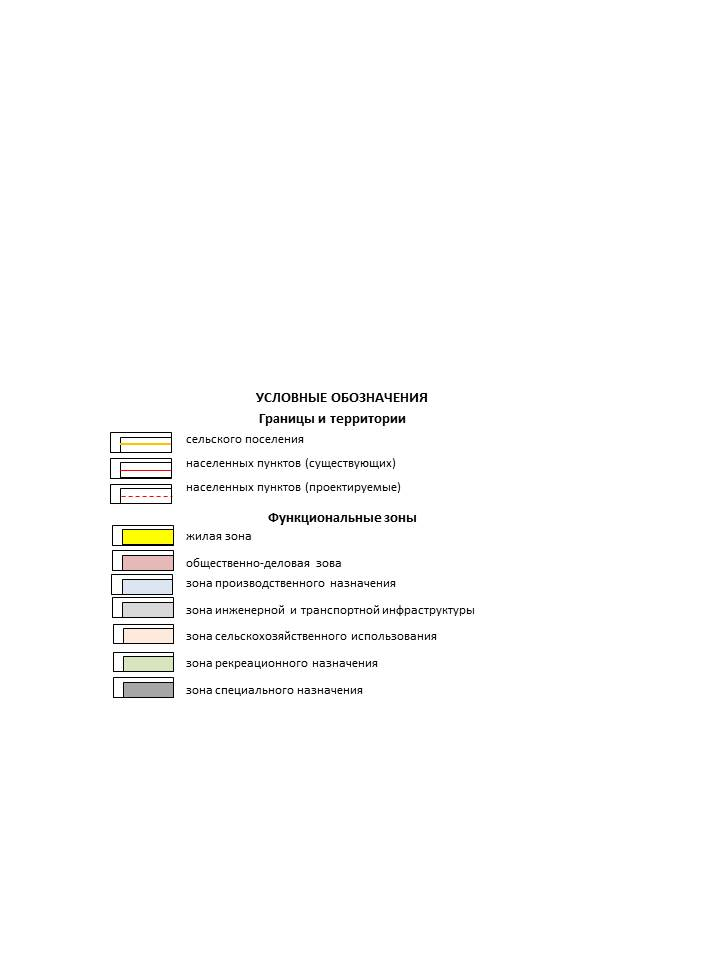 УСЛОВНЫЕ ОБОЗНАЧЕНИЯ
Границы и территории
сельского поселения
населенных пунктов (существующих)
населенных пунктов (проектируемые)
Функциональные зоны
жилая зона
общественно-деловая зова
зона производственного назначения
зона инженерной и транспортной инфраструктуры
зона сельскохозяйственного использования
зона рекреационного назначения
зона специального назначения